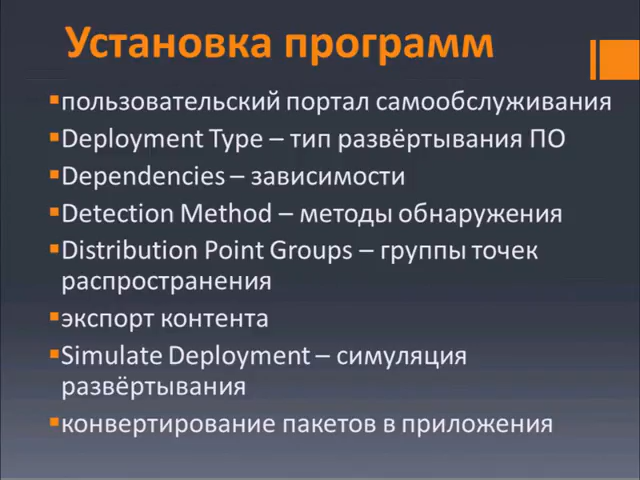 Установка программ
пользовательский портал самообслуживания
Deployment Type – тип развёртывания ПО
Dependencies – зависимости
Detection Method – методы обнаружения
Distribution Point Groups – группы точек
распространения
экспорт контента
Simulate Deployment – симуляция
развёртывания
конвертирование пакетов в приложения